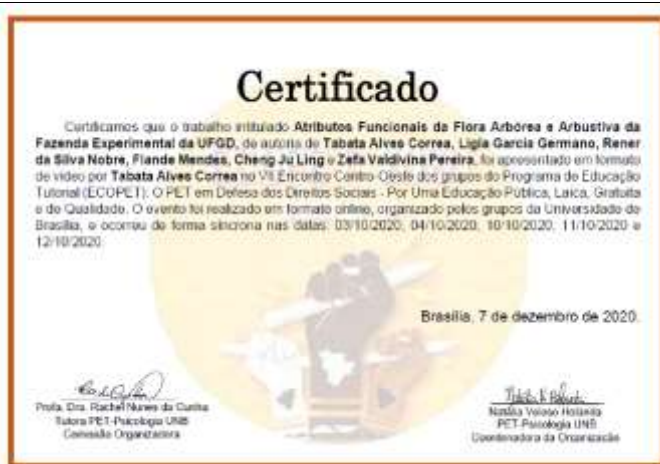 Certificado
Certificamos que o trabalho intitulado Atributos Funcionais da Flora Arbórea e Arbustiva da
Fazenda Experimental da UFGD, de autoria de Tabata Alves Correa, Ligia Garcia Germano, Rener
da Silva Nobre, Flande Mendes, Cheng Ju Ling e Zefa Valdivina Pereira, foi apresentado em formato
de vídeo por Tabata Alves Correa no VII Encontro Centro-Oeste dos grupos do Programa de Educação
Tutorial (ECOPET): O PET em Defesa dos Direitos Sociais - Por Uma Educação Pública, Laica, Gratuita
e de Qualidade. O evento foi realizado em formato online, organizado pelos grupos da Universidade de
Brasília, e ocorreu de forma síncrona nas datas: 03/10/2020, 04/10/2020, 10/10/2020, 11/10/2020 e
12/10/2020.
Brasília, 7 de dezembro de 2020.
Profa. Dra. Rachel Nunes da Cunha
Tutora PET-Psicologia UNB
Comissão Organizadora
Natália Veloso Holanda
PET-Psicologia UNB
Coordenadora da Organização